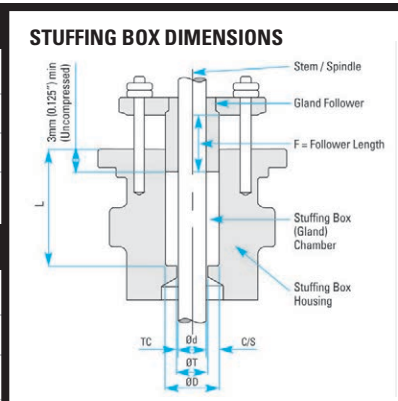 STUFFING BOX DIMENSIONS
Stem / Spindle
Gland Follower
F = Follower Length
3mm (0.125") min
(Uncompressed)
L
Stuffing Box
(Gland)
Chamber
Stuffing Box
Housing
TC
Ød
C/S
ØT
ØD